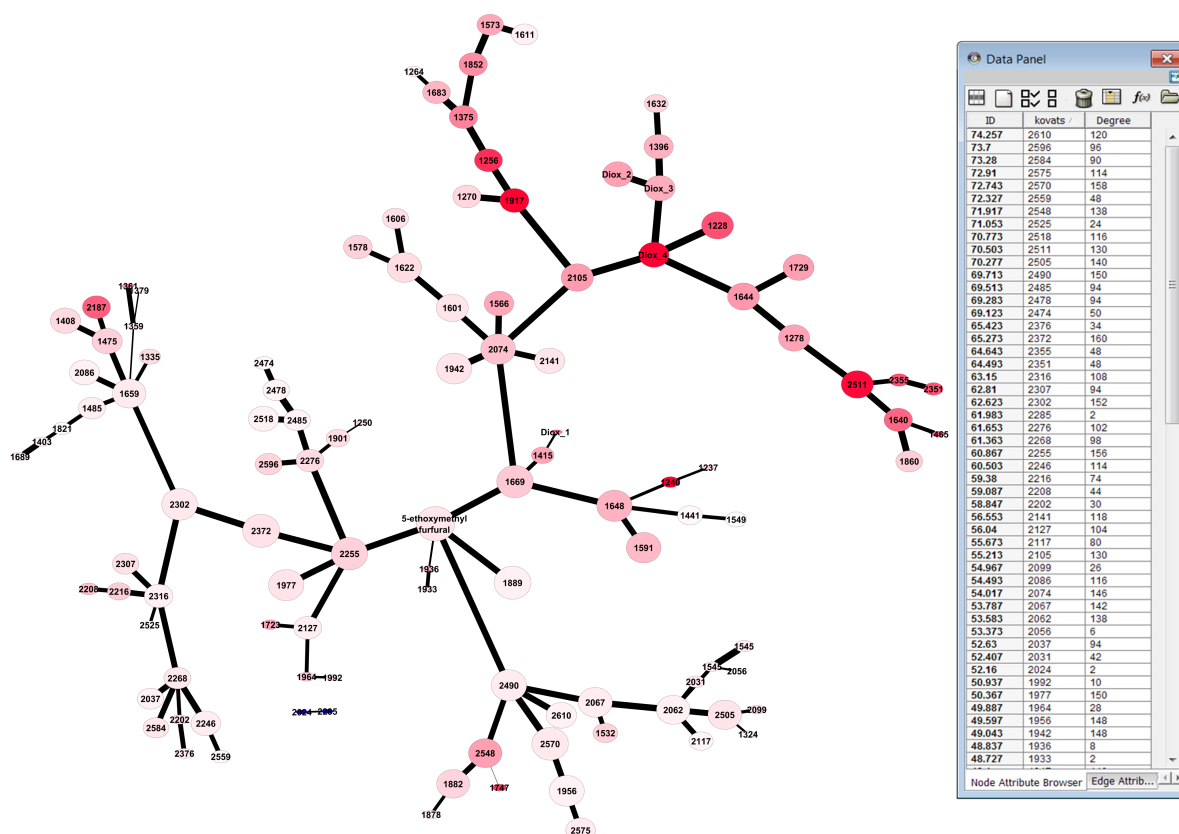 1573
1611
1852
1264
1683
1375
1256
1270
1917
1632
1396
Diox_2
Diox_3
1228
Diox_4
2105
1729
1644
1278
1606
1578
1622
1601
1566
2074
1942
2141
2511
2355
2351
1640
1465
1860
1361
1379
2187
1408
1359
1475
1335
2086
1659
1485
1821
1403
1689
2474
2478
2518
2485
1250
1901
2596
2276
Diox_1
1415
1669
1237
1240
1648
1441
1549
1591
2302
2372
5-ethoxymethyl
furfural
2255
1936
1933
1889
1977
2307
2208
2216
2316
2525
1723
2127
1964
1992
2268
2037
2202
2246
2584
2376
2559
2490
2610
2067
1532
2570
2548
1882
1747
1878
1956
2575
1545
1545
2056
2031
2062
2505
2099
1324
2117
Data Panel
f(x)
ID kovats / Degree
74.257 2610 120
73.7 2596 96
73.28 2584 90
72.91 2575 114
72.743 2570 158
72.327 2559 48
71.917 2548 138
71.053 2525 24
70.773 2518 116
70.503 2511 130
70.277 2505 140
69.713 2490 150
69.513 2485 94
69.283 2478 94
69.123 2474 50
65.423 2376 34
65.273 2372 160
64.643 2355 48
64.493 2351 48
63.15 2316 108
62.81 2307 94
62.623 2302 152
61.983 2285 2
61.653 2276 102
61.363 2268 98
60.867 2255 156
60.503 2246 114
59.38 2216 74
59.087 2208 44
58.847 2202 30
56.553 2141 118
56.04 2127 104
55.673 2117 80
55.213 2105 130
54.967 2099 26
54.493 2086 116
54.017 2074 146
53.787 2067 142
53.583 2062 138
53.373 2056 6
52.63 2037 94
52.407 2031 42
52.16 2024 2
50.937 1992 10
50.367 1977 150
49.887 1964 28
49.597 1956 148
49.043 1942 148
48.837 1936 8
48.727 1933 2
Node Attribute Browser Edge Attrib...